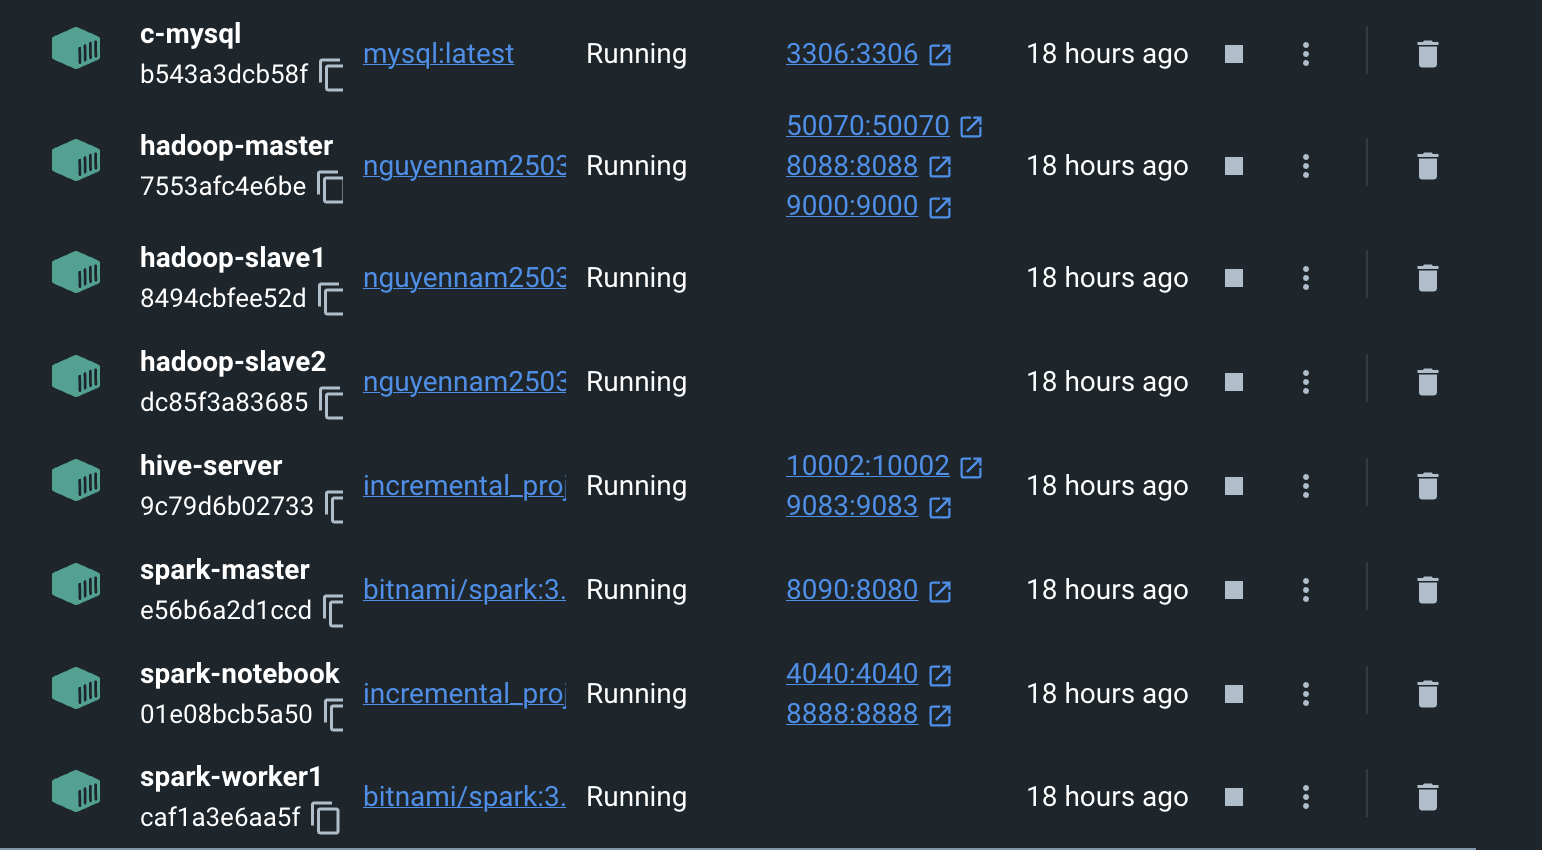 c-mysql
b543a3dcb58f
mysql:latest
Running
3306:3306
18 hours ago
hadoop-master
7553afc4e6be
nguyennam2503
Running
50070:50070
8088:8088
9000:9000
18 hours ago
hadoop-slave1
8494cbfee52d
nguyennam2503
Running
18 hours ago
hadoop-slave2
dc85f3a83685
nguyennam2503
Running
18 hours ago
hive-server
9c79d6b02733
incremental_proj
Running
10002:10002
9083:9083
18 hours ago
spark-master
e56b6a2d1ccd
bitnami/spark:3.
Running
8090:8080
18 hours ago
spark-notebook
01e08bcb5a50
incremental_proj
Running
4040:4040
8888:8888
18 hours ago
spark-worker1
caf1a3e6aa5f
bitnami/spark:3.
Running
18 hours ago